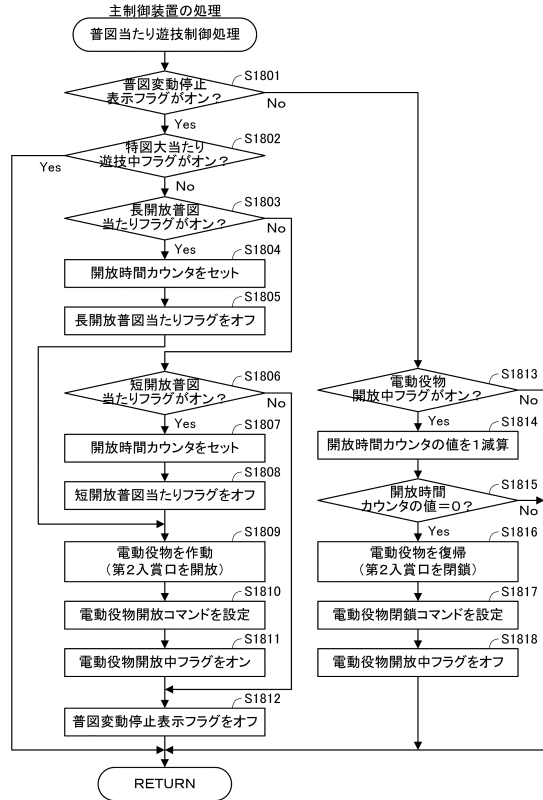 主制御装置の処理
普図当たり遊技制御処理
S1801
普図変動停止
表示フラグがオン？
No
Yes
S1802
特図大当たり
遊技中フラグがオン？
Yes
No
S1803
長開放普図
当たりフラグがオン？
No
Yes
S1804
開放時間カウンタをセット
S1805
長開放普図当たりフラグをオフ
S1806
短開放普図
当たりフラグがオン？
No
Yes
S1807
開放時間カウンタをセット
S1808
短開放普図当たりフラグをオフ
S1809
電動役物を作動
（第２入賞口を開放）
S1810
電動役物開放コマンドを設定
S1811
電動役物開放中フラグをオン
S1812
普図変動停止表示フラグをオフ
S1813
電動役物
開放中フラグがオン？
No
Yes
S1814
開放時間カウンタの値を１減算
S1815
開放時間
カウンタの値＝０？
No
Yes
S1816
電動役物を復帰
（第２入賞口を閉鎖）
S1817
電動役物閉鎖コマンドを設定
S1818
電動役物開放中フラグをオフ
RETURN